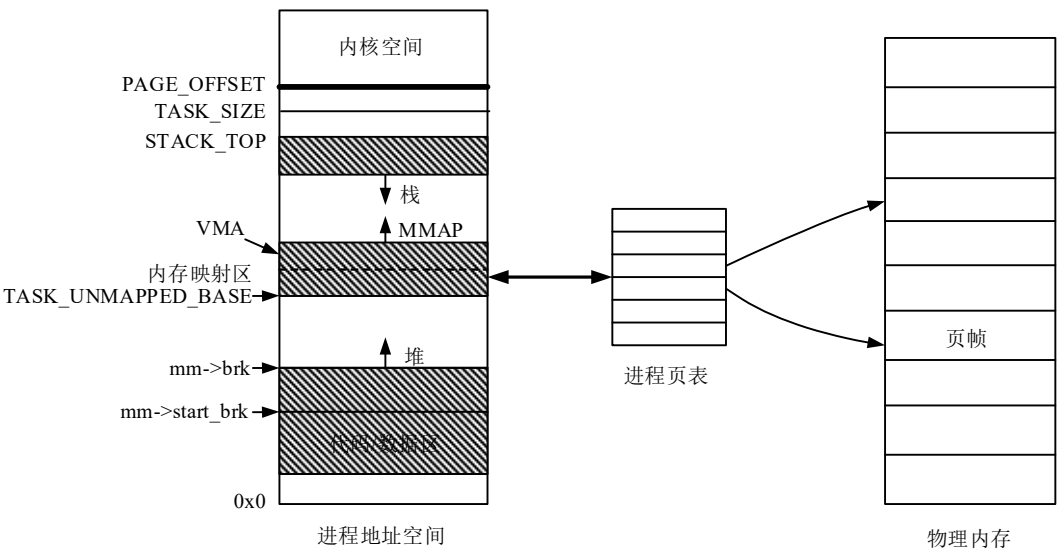 内核空间
PAGE_OFFSET
TASK_SIZE
STACK_TOP
栈
MMAP
VMA
内存映射区
TASK_UNMAPPED_BASE
堆
mm->brk
mm->start_brk
代码/数据区
0x0
进程地址空间
进程页表
页帧
物理内存